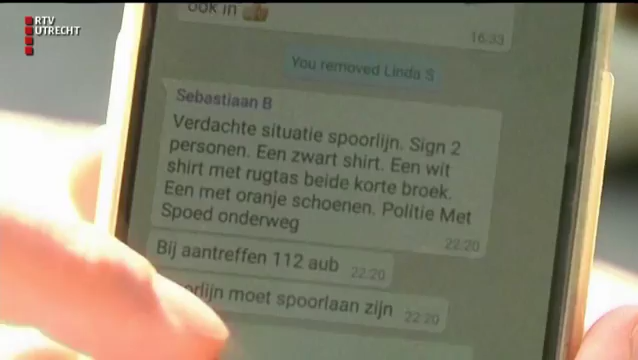 RTV
UTRECHT
ook in
16:33
You removed Linda S
Sebastiaan B
Verdachte situatie spoorlijn. Sign 2
personen. Een zwart shirt. Een wit
shirt met rugtas beide korte broek.
Een met oranje schoenen. Politie Met
Spoed onderweg
22:20
Bij aantreffen 112 aub 22:20
orlijn moet spoorlaan zijn 22:20